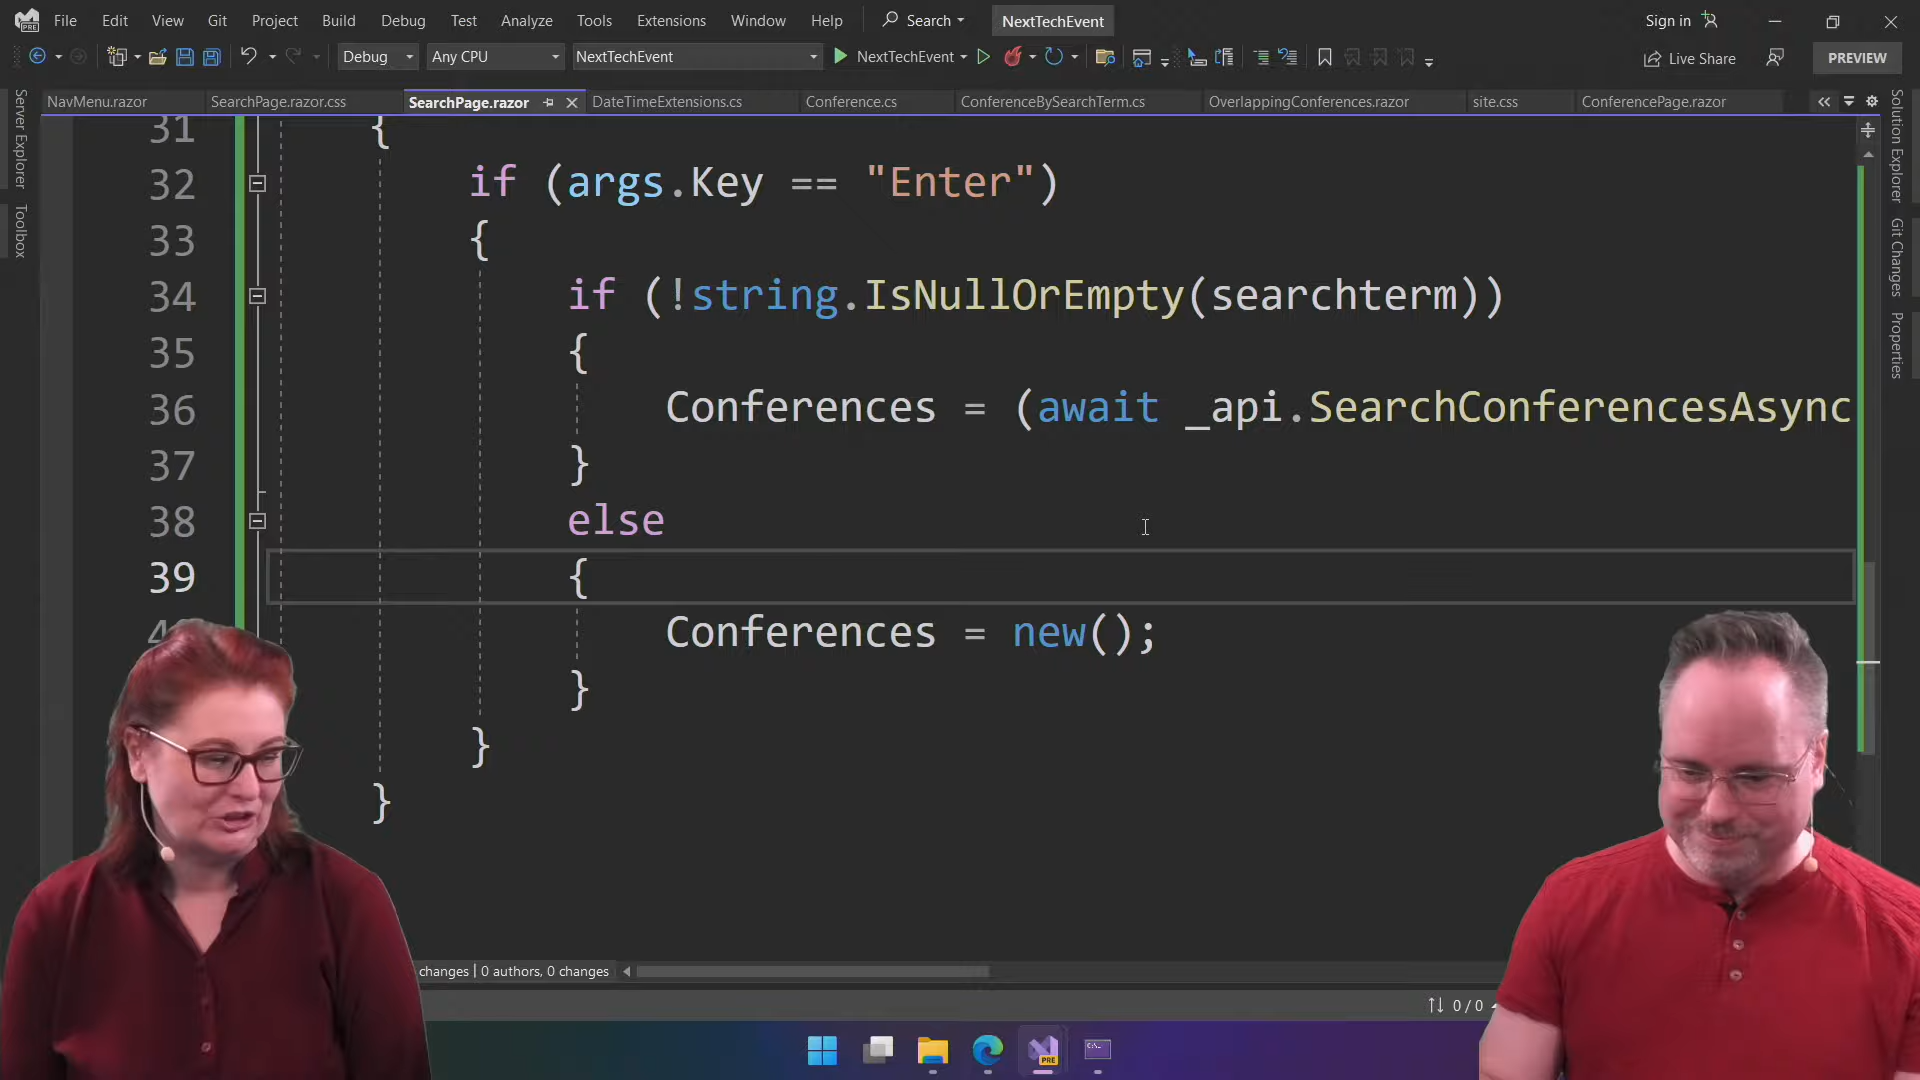 File Edit View Git Project Build Debug Test Analyze Tools Extensions Window Help Search NextTechEvent Sign in
Debug Any CPU NextTechEvent NextTechEvent Live Share PREVIEW
NavMenu.razor SearchPage.razor.css SearchPage.razor DateTimeExtensions.cs Conference.cs ConferenceBySearchTerm.cs OverlappingConferences.razor site.css ConferencePage.razor
Server Explorer
Toolbox
Solution Explorer
Git Changes
Properties
31 {
32 if (args.Key == "Enter")
33 {
34 if (!string.IsNullOrEmpty(searchterm))
35 {
36 Conferences = (await _api.SearchConferencesAsync
37 }
38 else
39 {
Conferences = new();
}
}
}
changes | 0 authors, 0 changes
0 / 0
PRE